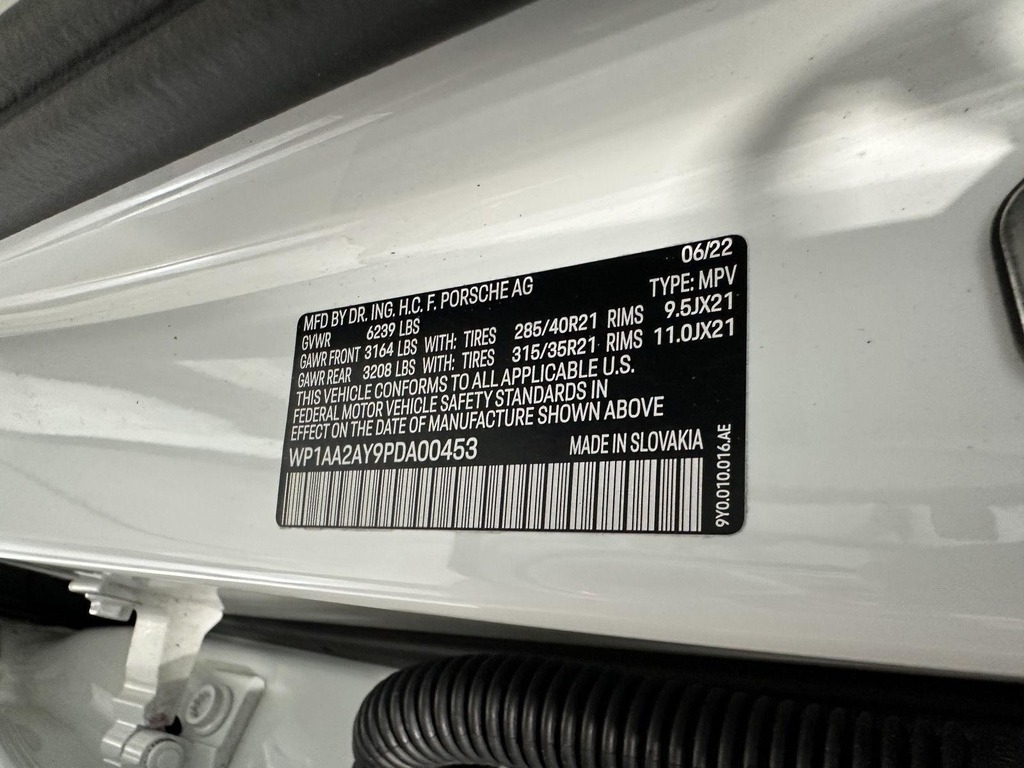 06/22
MFD BY DR. ING. H.C. F. PORSCHE AG TYPE: MPV
GVWR 6239 LBS
GAWR FRONT 3164 LBS WITH: TIRES 285/40R21 RIMS 9.5JX21
GAWR REAR 3208 LBS WITH: TIRES 315/35R21 RIMS 11.0JX21
THIS VEHICLE CONFORMS TO ALL APPLICABLE U.S.
FEDERAL MOTOR VEHICLE SAFETY STANDARDS IN
EFFECT ON THE DATE OF MANUFACTURE SHOWN ABOVE
WP1AA2AY9PDA00453 MADE IN SLOVAKIA
9Y0.010.016.AE